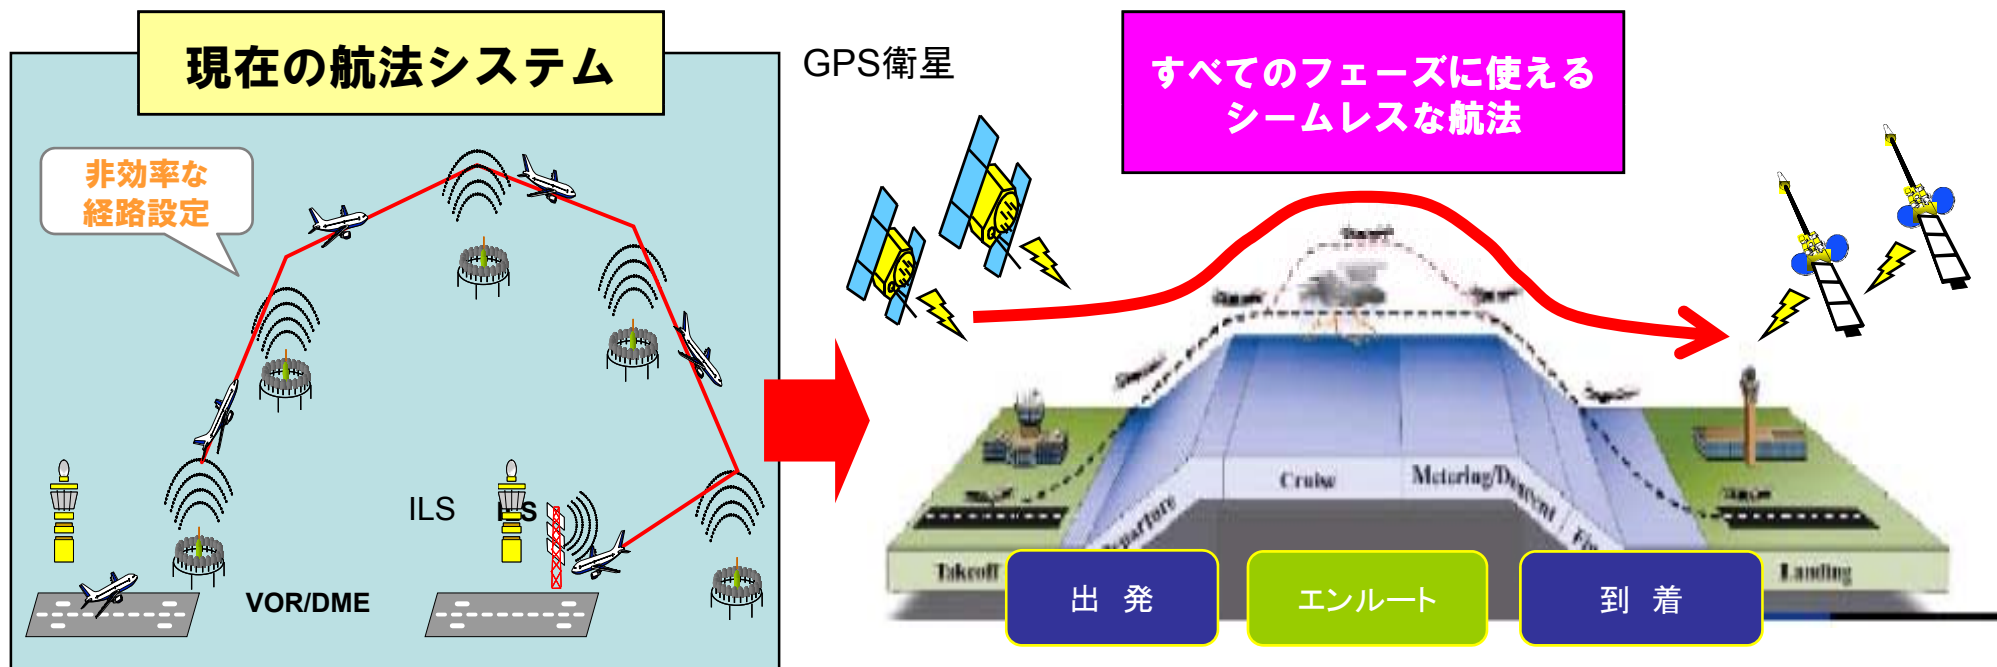 現在の航法システム
非効率な
経路設定
ILS
VOR/DME
GPS衛星
すべてのフェーズに使える
シームレスな航法
Takeoff
Departure
Cruise
Metering/Descent
Landing
出 発
エンルート
到 着